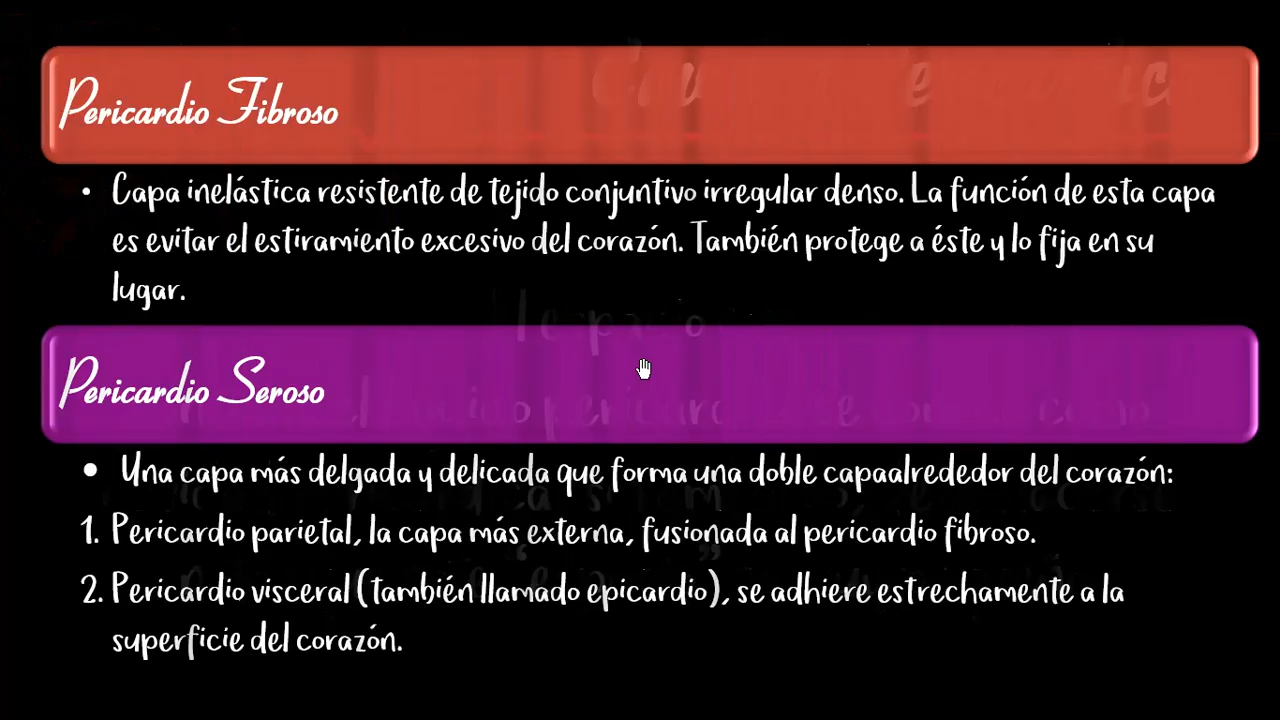 Pericardio Fibroso
• Capa inelástica resistente de tejido conjuntivo irregular denso. La función de esta capa
es evitar el estiramiento excesivo del corazón. También protege a éste y lo fija en su
lugar.
Pericardio Seroso
• Una capa más delgada y delicada que forma una doble capaalrededor del corazón:
1. Pericardio parietal, la capa más externa, fusionada al pericardio fibroso.
2. Pericardio visceral (también llamado epicardio), se adhiere estrechamente a la
superficie del corazón.